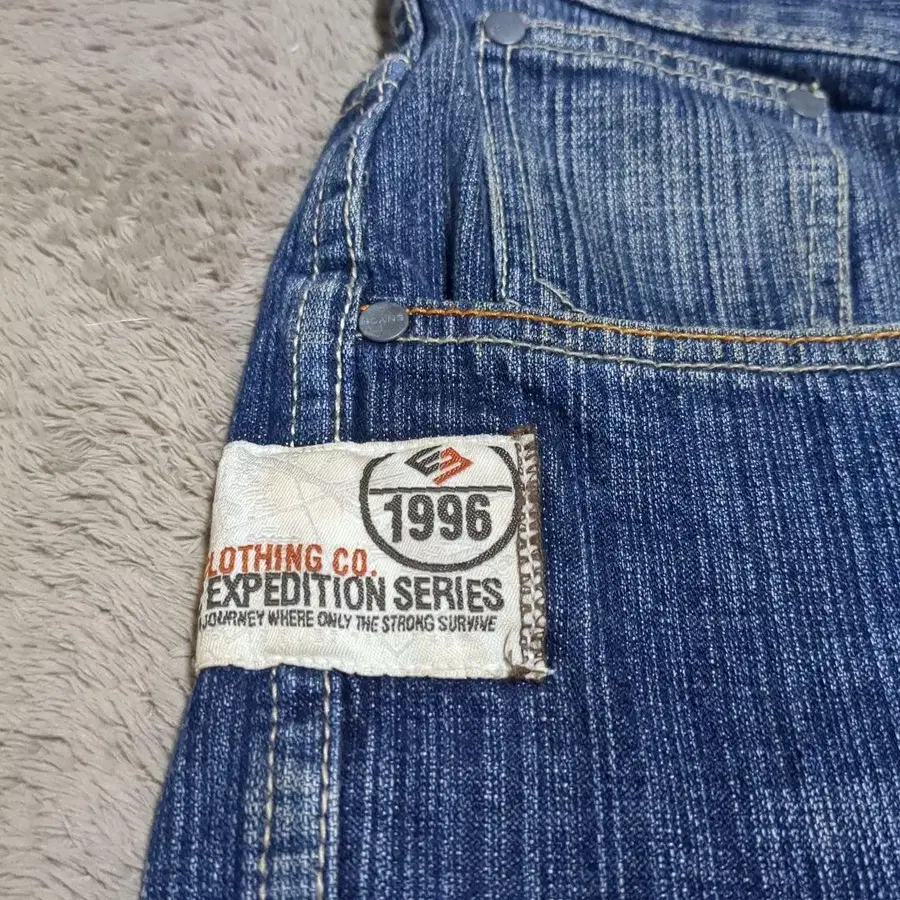 1996
LOTHING CO.
EXPEDITION SERIES
JOURNEY WHERE ONLY THE STRONG SURVIVE